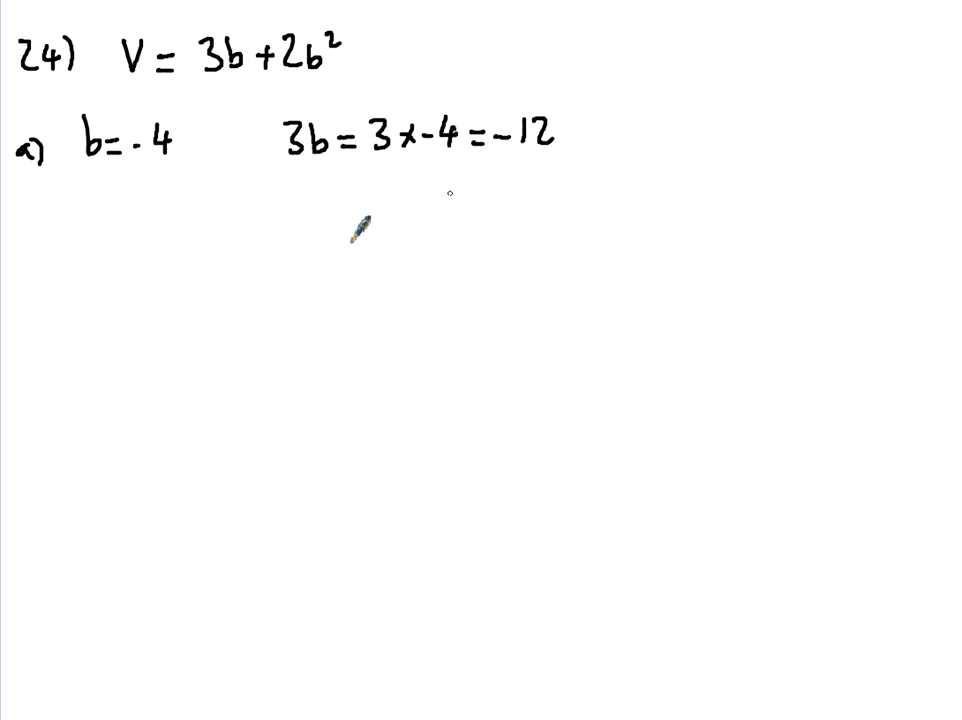 24) V = 3b + 2b²
a) b = -4 3b = 3 × -4 = -12